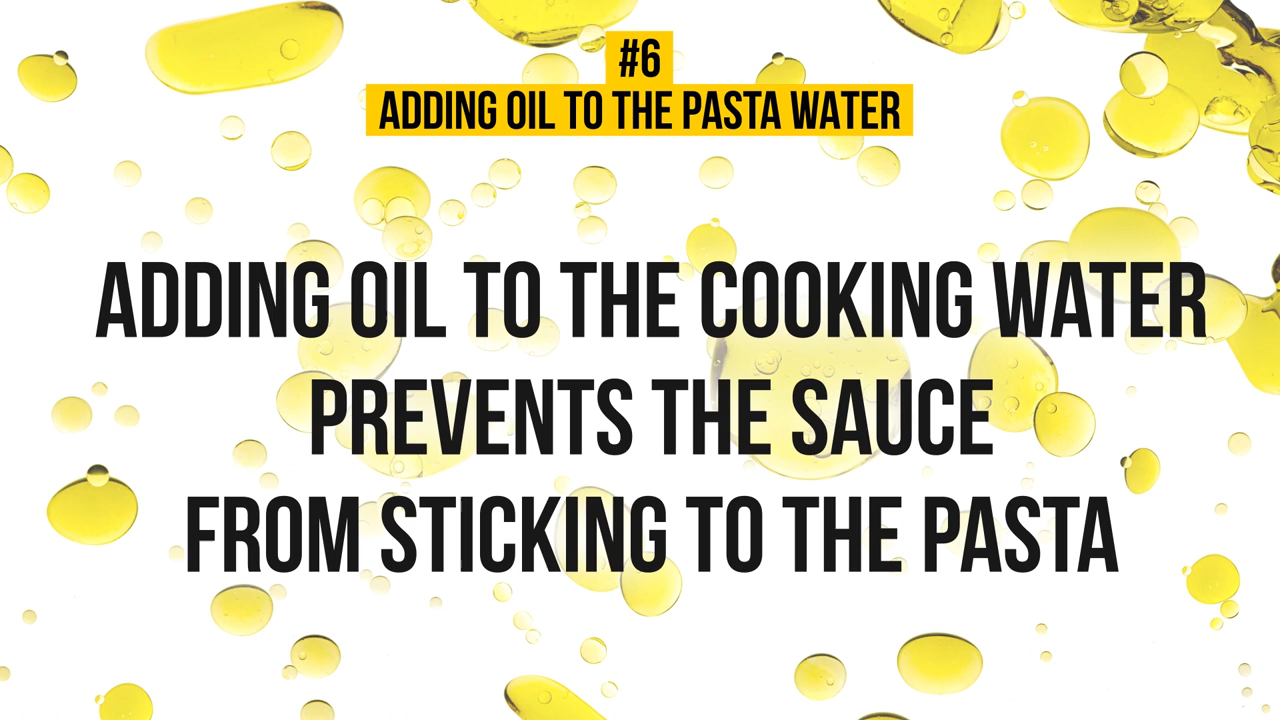 #6
ADDING OIL TO THE PASTA WATER
ADDING OIL TO THE COOKING WATER
PREVENTS THE SAUCE
FROM STICKING TO THE PASTA